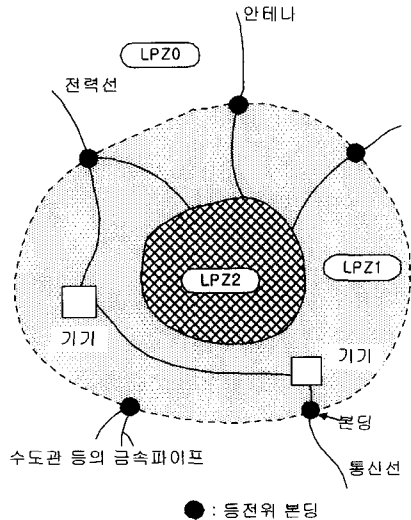 안테나
LPZ0
전력선
LPZ1
LPZ2
기기
기기
본딩
수도관 등의 금속파이프
통신선
● : 등전위 본딩